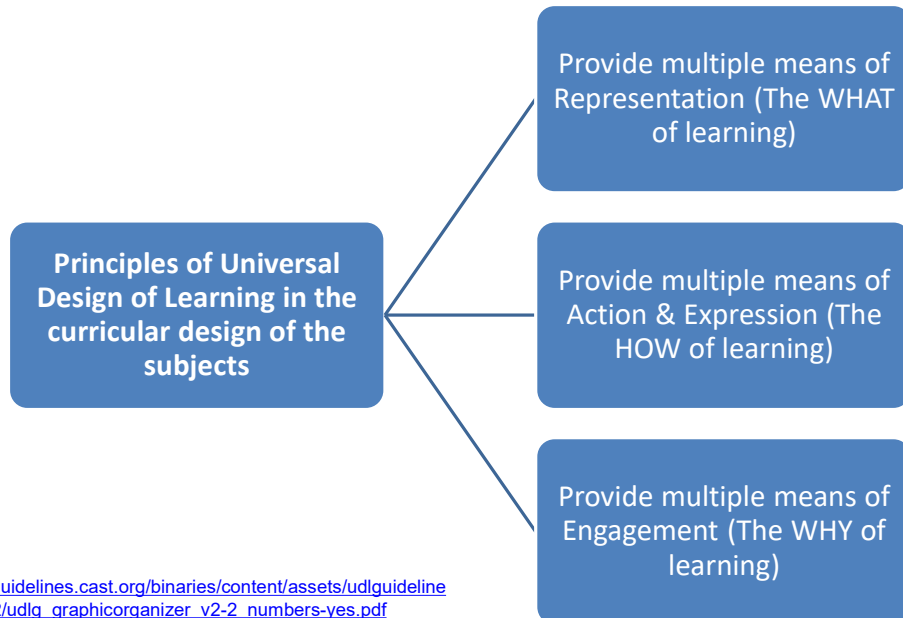 Provide multiple means of
Representation (The WHAT
of learning)
Principles of Universal
Design of Learning in the
curricular design of the
subjects
Provide multiple means of
Action & Expression (The
HOW of learning)
Provide multiple means of
Engagement (The WHY of
learning)
uidelines.cast.org/binaries/content/assets/udlguideline
2/udlg_graphicorganizer_v2-2_numbers-yes.pdf